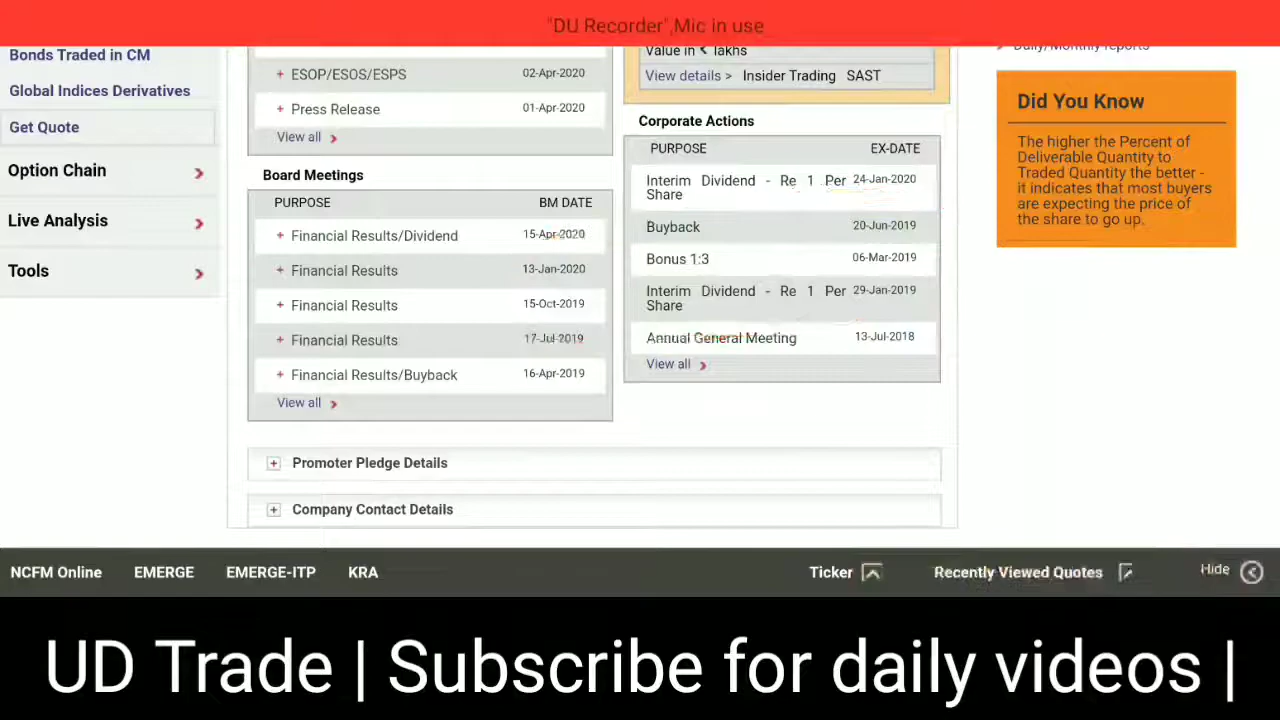 "DU Recorder",Mic in use
Bonds Traded in CM
Global Indices Derivatives
Get Quote
Option Chain
Live Analysis
Tools
+ ESOP/ESOS/ESPS 02-Apr-2020
+ Press Release 01-Apr-2020
View all
Board Meetings
PURPOSE BM DATE
+ Financial Results/Dividend 15-Apr-2020
+ Financial Results 13-Jan-2020
+ Financial Results 15-Oct-2019
+ Financial Results 17-Jul-2019
+ Financial Results/Buyback 16-Apr-2019
View all
Value in ₹ lakhs
View details > Insider Trading SAST
Corporate Actions
PURPOSE EX-DATE
Interim Dividend - Re 1 Per 24-Jan-2020
Share
Buyback 20-Jun-2019
Bonus 1:3 06-Mar-2019
Interim Dividend - Re 1 Per 29-Jan-2019
Share
Annual General Meeting 13-Jul-2018
View all
Daily/Monthly reports
Did You Know
The higher the Percent of
Deliverable Quantity to
Traded Quantity the better -
it indicates that most buyers
are expecting the price of
the share to go up.
+ Promoter Pledge Details
+ Company Contact Details
NCFM Online EMERGE EMERGE-ITP KRA Ticker Recently Viewed Quotes Hide
UD Trade | Subscribe for daily videos |